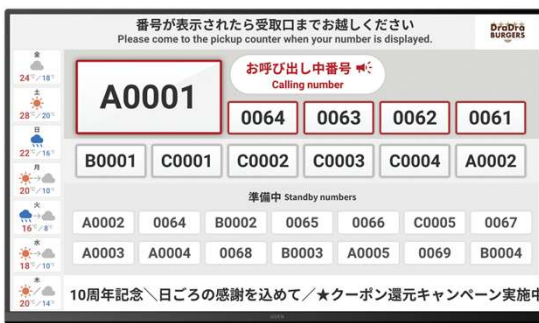 番号が表示されたら受取口までお越しください
Please come to the pickup counter when your number is displayed.
DraDra
BURGERS
お呼び出し中番号
Calling number
A0001
0064 0063 0062 0061
B0001 C0001 C0002 C0003 C0004 A0002
準備中 Standby numbers
A0002 0064 B0002 0065 0066 C0005 0067
A0003 A0004 0068 B0003 A0005 0069 B0004
金
24℃/18℃
土
28℃/20℃
日
22℃/16℃
月
20℃/10℃
火
16℃/8℃
水
18℃/10℃
木
20℃/14℃
10周年記念＼日ごろの感謝を込めて／★クーポン還元キャンペーン実施中